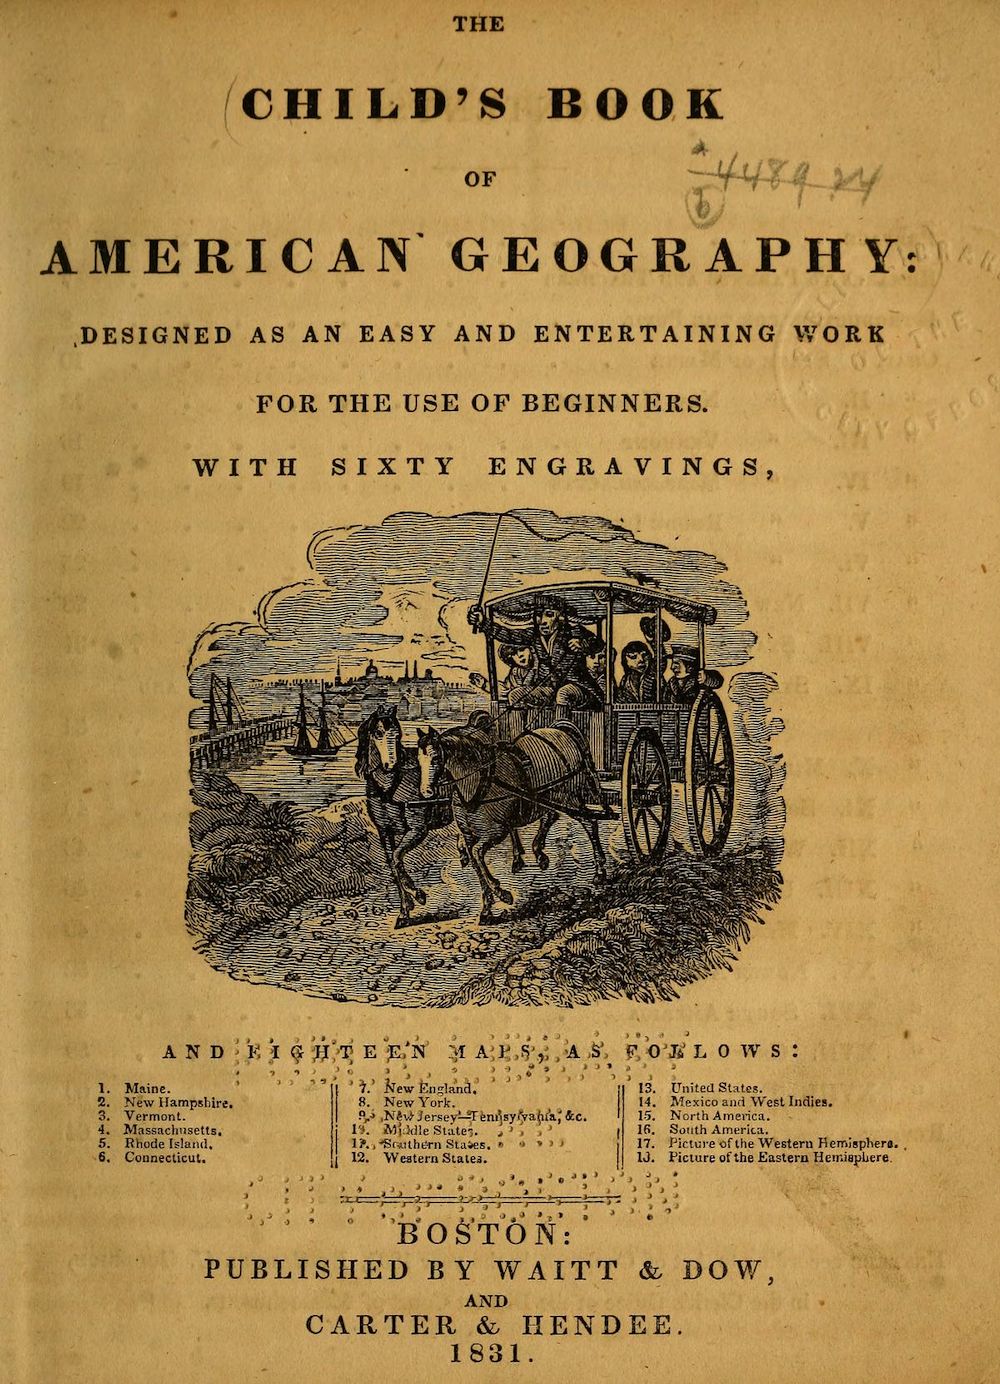 THE
CHILD'S BOOK
OF
AMERICAN GEOGRAPHY:
DESIGNED AS AN EASY AND ENTERTAINING WORK
FOR THE USE OF BEGINNERS.
WITH SIXTY ENGRAVINGS,
AND EIGHTEEN MAPS, AS FOLLOWS:
1. Maine.
2. New Hampshire.
3. Vermont.
4. Massachusetts.
5. Rhode Island.
6. Connecticut.
7. New England.
8. New York.
9. New Jersey—Pennsylvania, &c.
Middle States.
Southern States.
12. Western States.
13. United States.
14. Mexico and West Indies.
15. North America.
16. South America.
17. Picture of the Western Hemisphere.
Picture of the Eastern Hemisphere.
BOSTON:
PUBLISHED BY WAITT & DOW,
AND
CARTER & HENDEE.
1831.